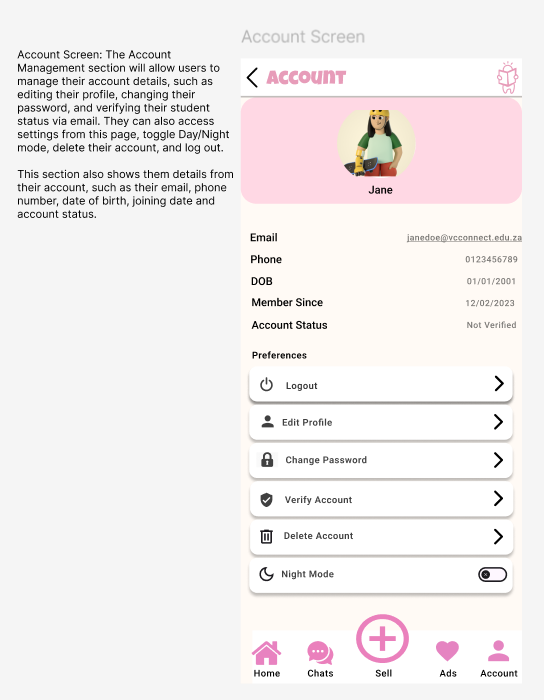 Account Screen
Account Screen: The Account
Management section will allow users to
manage their account details, such as
editing their profile, changing their
password, and verifying their student
status via email. They can also access
settings from this page, toggle Day/Night
mode, delete their account, and log out.
This section also shows them details from
their account, such as their email, phone
number, date of birth, joining date and
account status.
ACCOUNT
Jane
Email janedoe@vcconnect.edu.za
Phone 0123456789
DOB 01/01/2001
Member Since 12/02/2023
Account Status Not Verified
Preferences
Logout
Edit Profile
Change Password
Verify Account
Delete Account
Night Mode
Home Chats Sell Ads Account